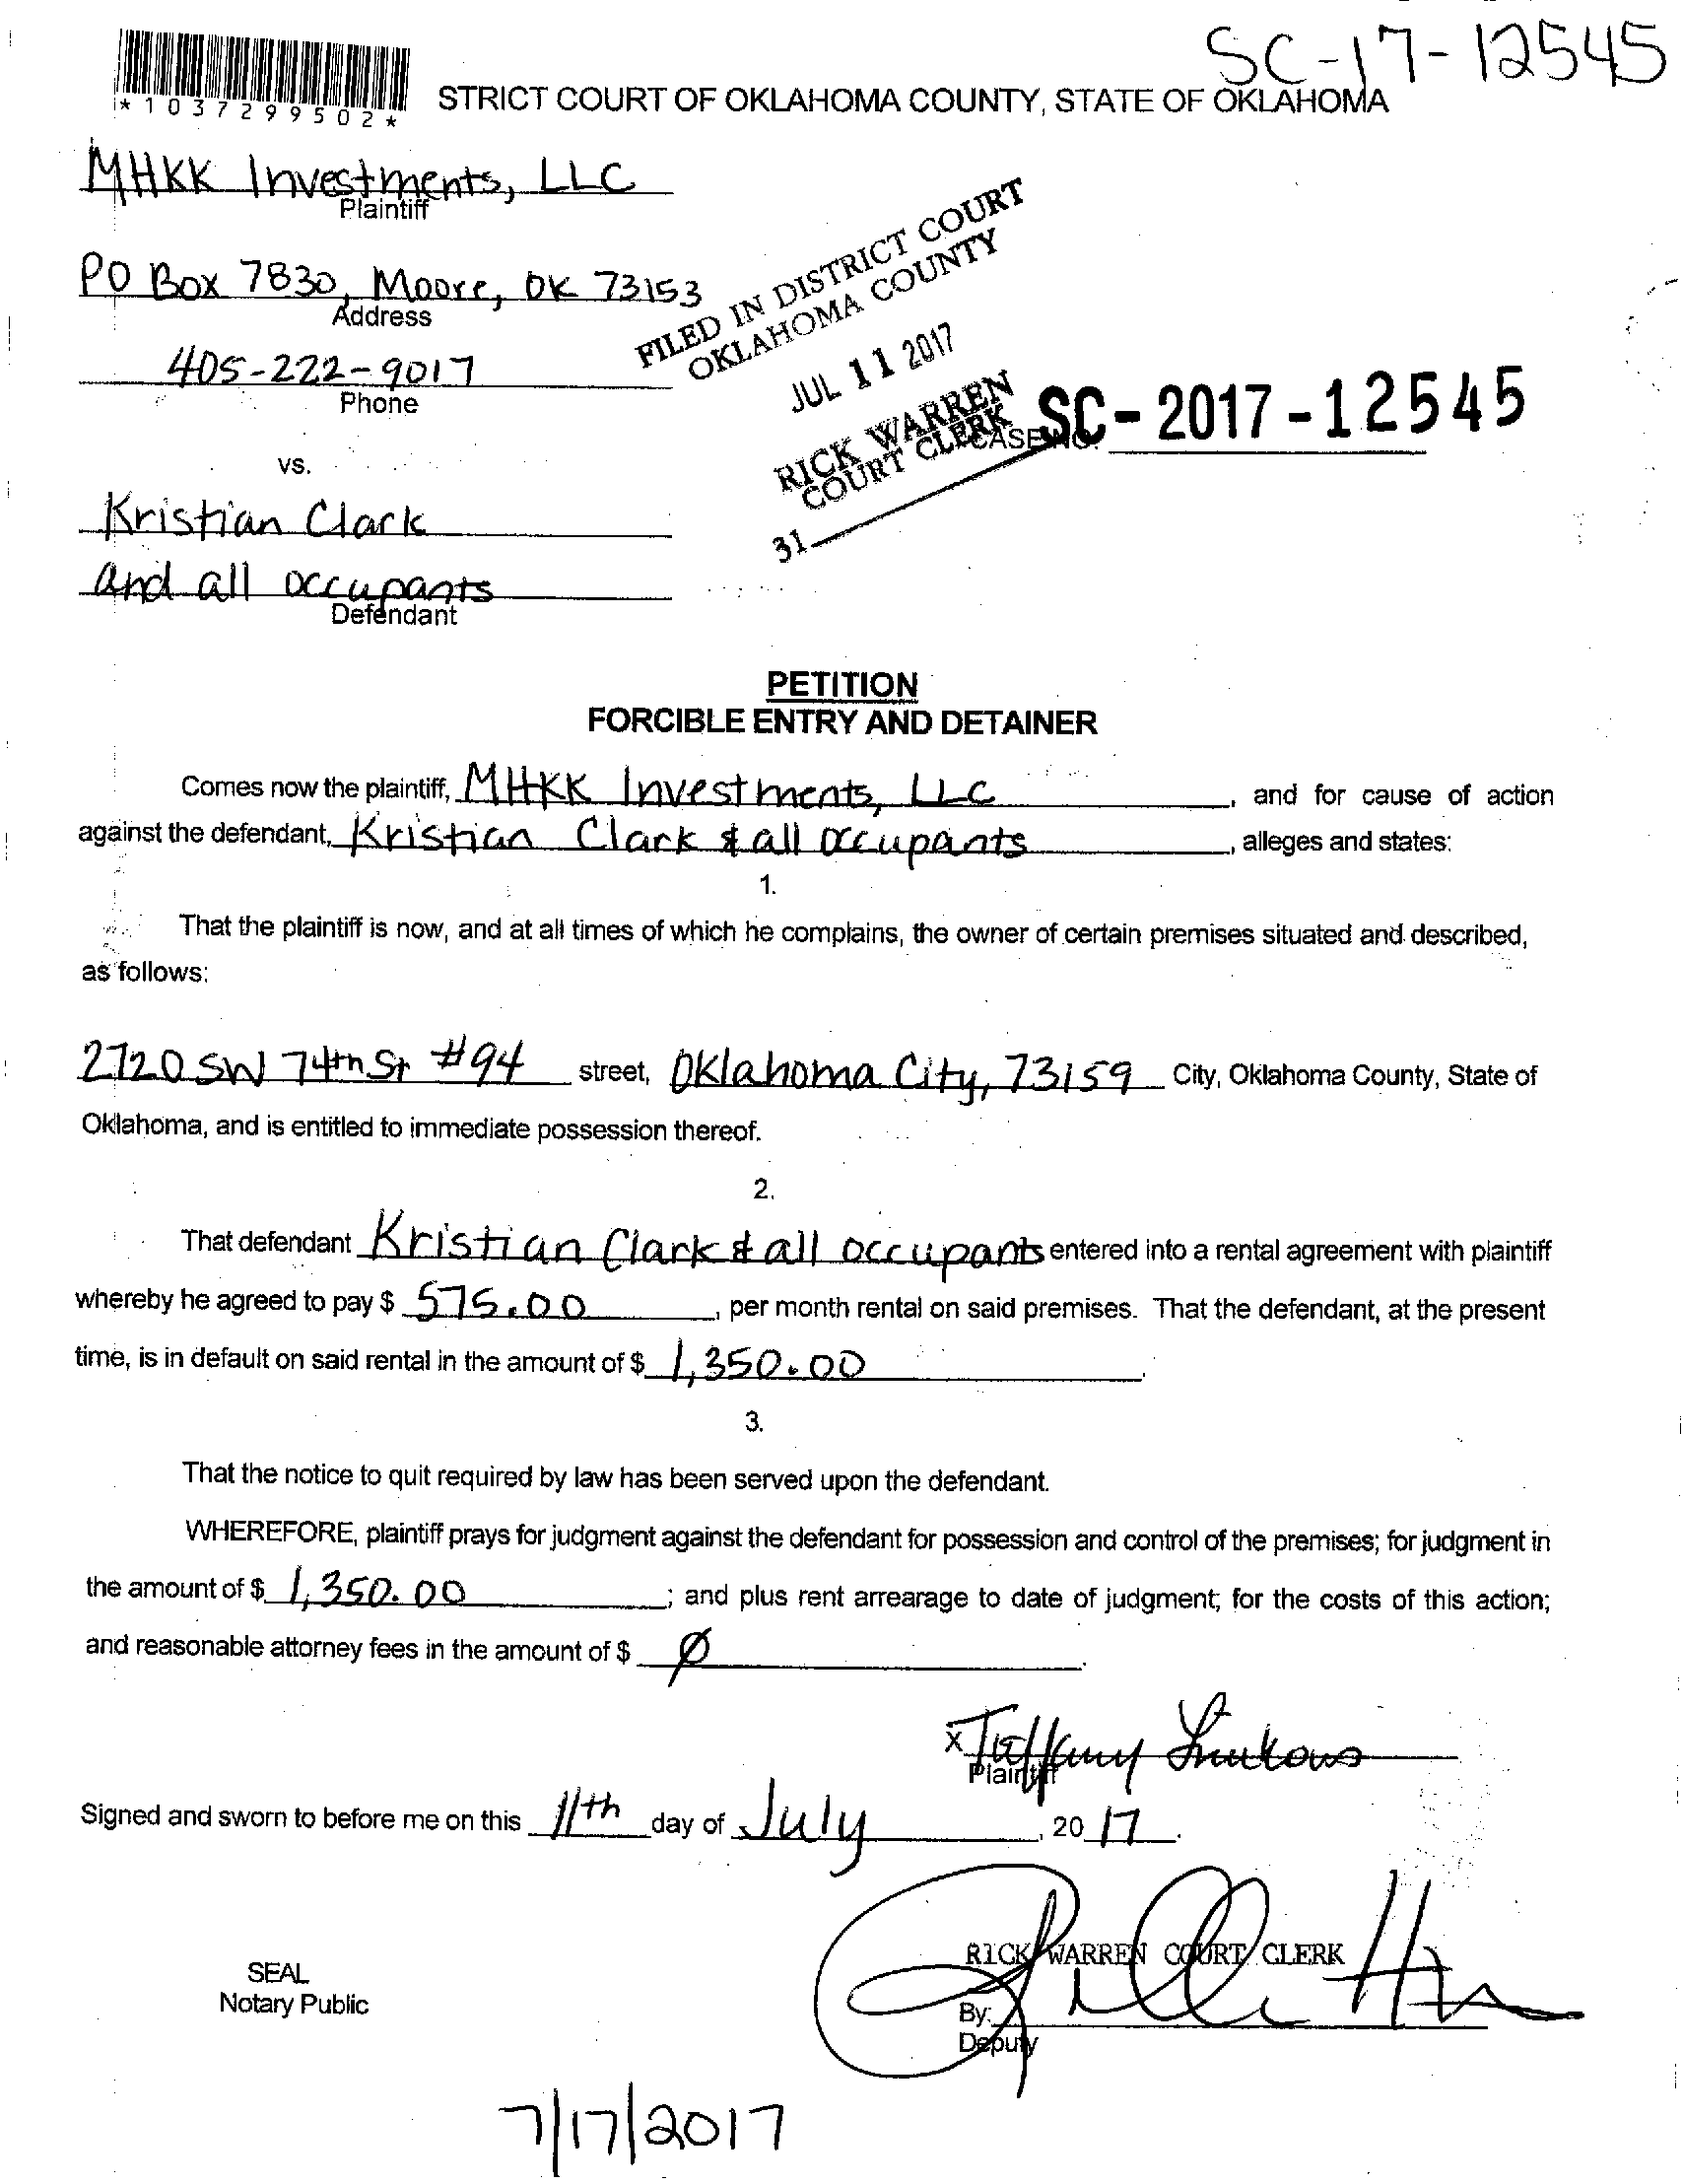 SC-17-12545
*1037299502*
STRICT COURT OF OKLAHOMA COUNTY, STATE OF OKLAHOMA
MHKK Investments, LLC
Plaintiff
PO Box 7830, Moore, OK 73153
Address
405-222-9017
Phone
FILED IN DISTRICT COURT
OKLAHOMA COUNTY
JUL 11 2017
RICK WARREN
COURT CLERK
31
CASE NO. SC-2017-12545
vs.
Kristian Clark
and all occupants
Defendant
PETITION
FORCIBLE ENTRY AND DETAINER
Comes now the plaintiff, MHKK Investments, LLC, and for cause of action
against the defendant, Kristian Clark & all occupants, alleges and states:
1.
That the plaintiff is now, and at all times of which he complains, the owner of certain premises situated and described,
as follows:
2720 SW 74th St #94 street, Oklahoma City, 73159 City, Oklahoma County, State of
Oklahoma, and is entitled to immediate possession thereof.
2.
That defendant Kristian Clark & all occupants entered into a rental agreement with plaintiff
whereby he agreed to pay $ 575.00, per month rental on said premises. That the defendant, at the present
time, is in default on said rental in the amount of $ 1,350.00.
3.
That the notice to quit required by law has been served upon the defendant.
WHEREFORE, plaintiff prays for judgment against the defendant for possession and control of the premises; for judgment in
the amount of $ 1,350.00; and plus rent arrearage to date of judgment; for the costs of this action;
and reasonable attorney fees in the amount of $ Ø.
x Tiffany
Plaintiff
Signed and sworn to before me on this 11th day of July, 20 17.
RICK WARREN COURT CLERK
SEAL
Notary Public
By:
Deputy
7/17/2017